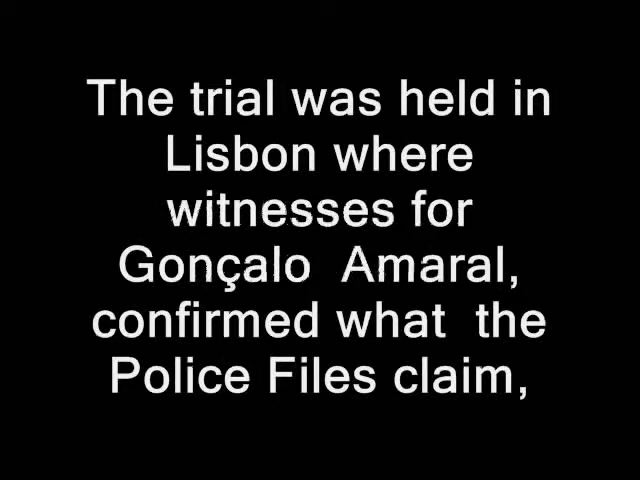 The trial was held in
Lisbon where
witnesses for
Gonçalo  Amaral,
confirmed what  the
Police Files claim,